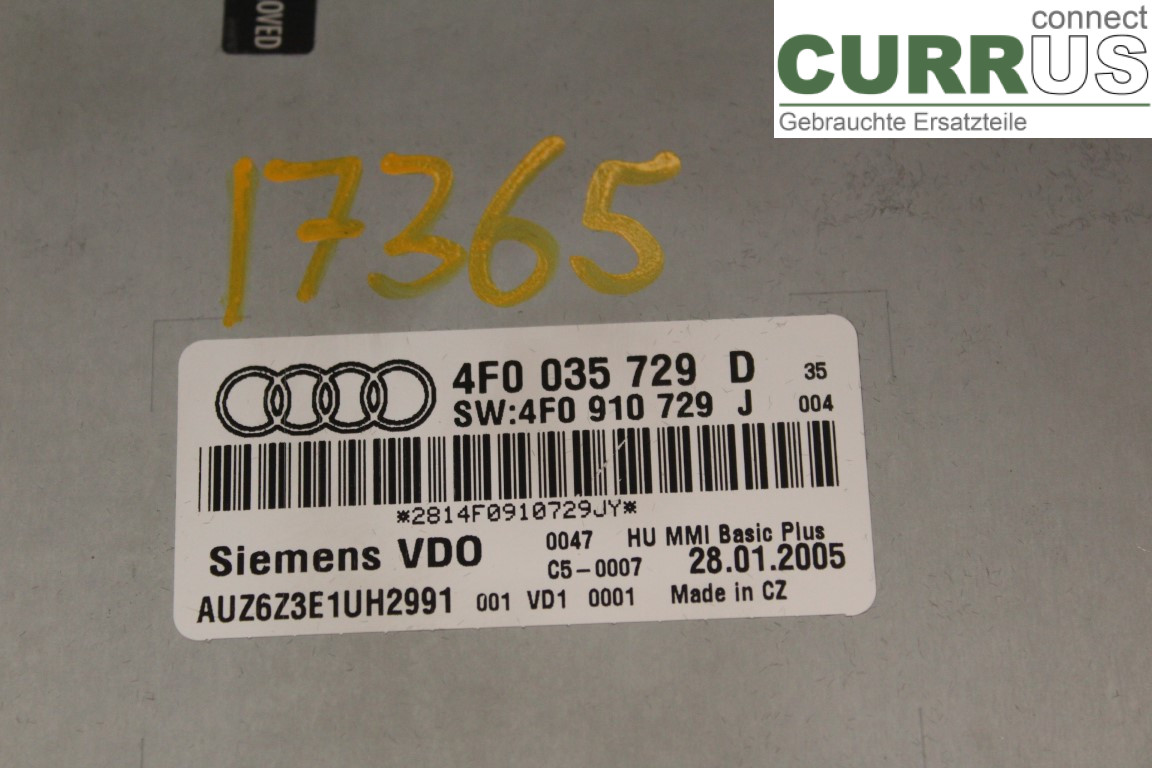 connect
CURRUS
Gebrauchte Ersatzteile
17365
4F0 035 729 D 35
SW:4F0 910 729 J 004
*2814F0910729JY*
Siemens VDO 0047 HU MMI Basic Plus
C5-0007 28.01.2005
AUZ6Z3E1UH2991 001 VD1 0001 Made in CZ